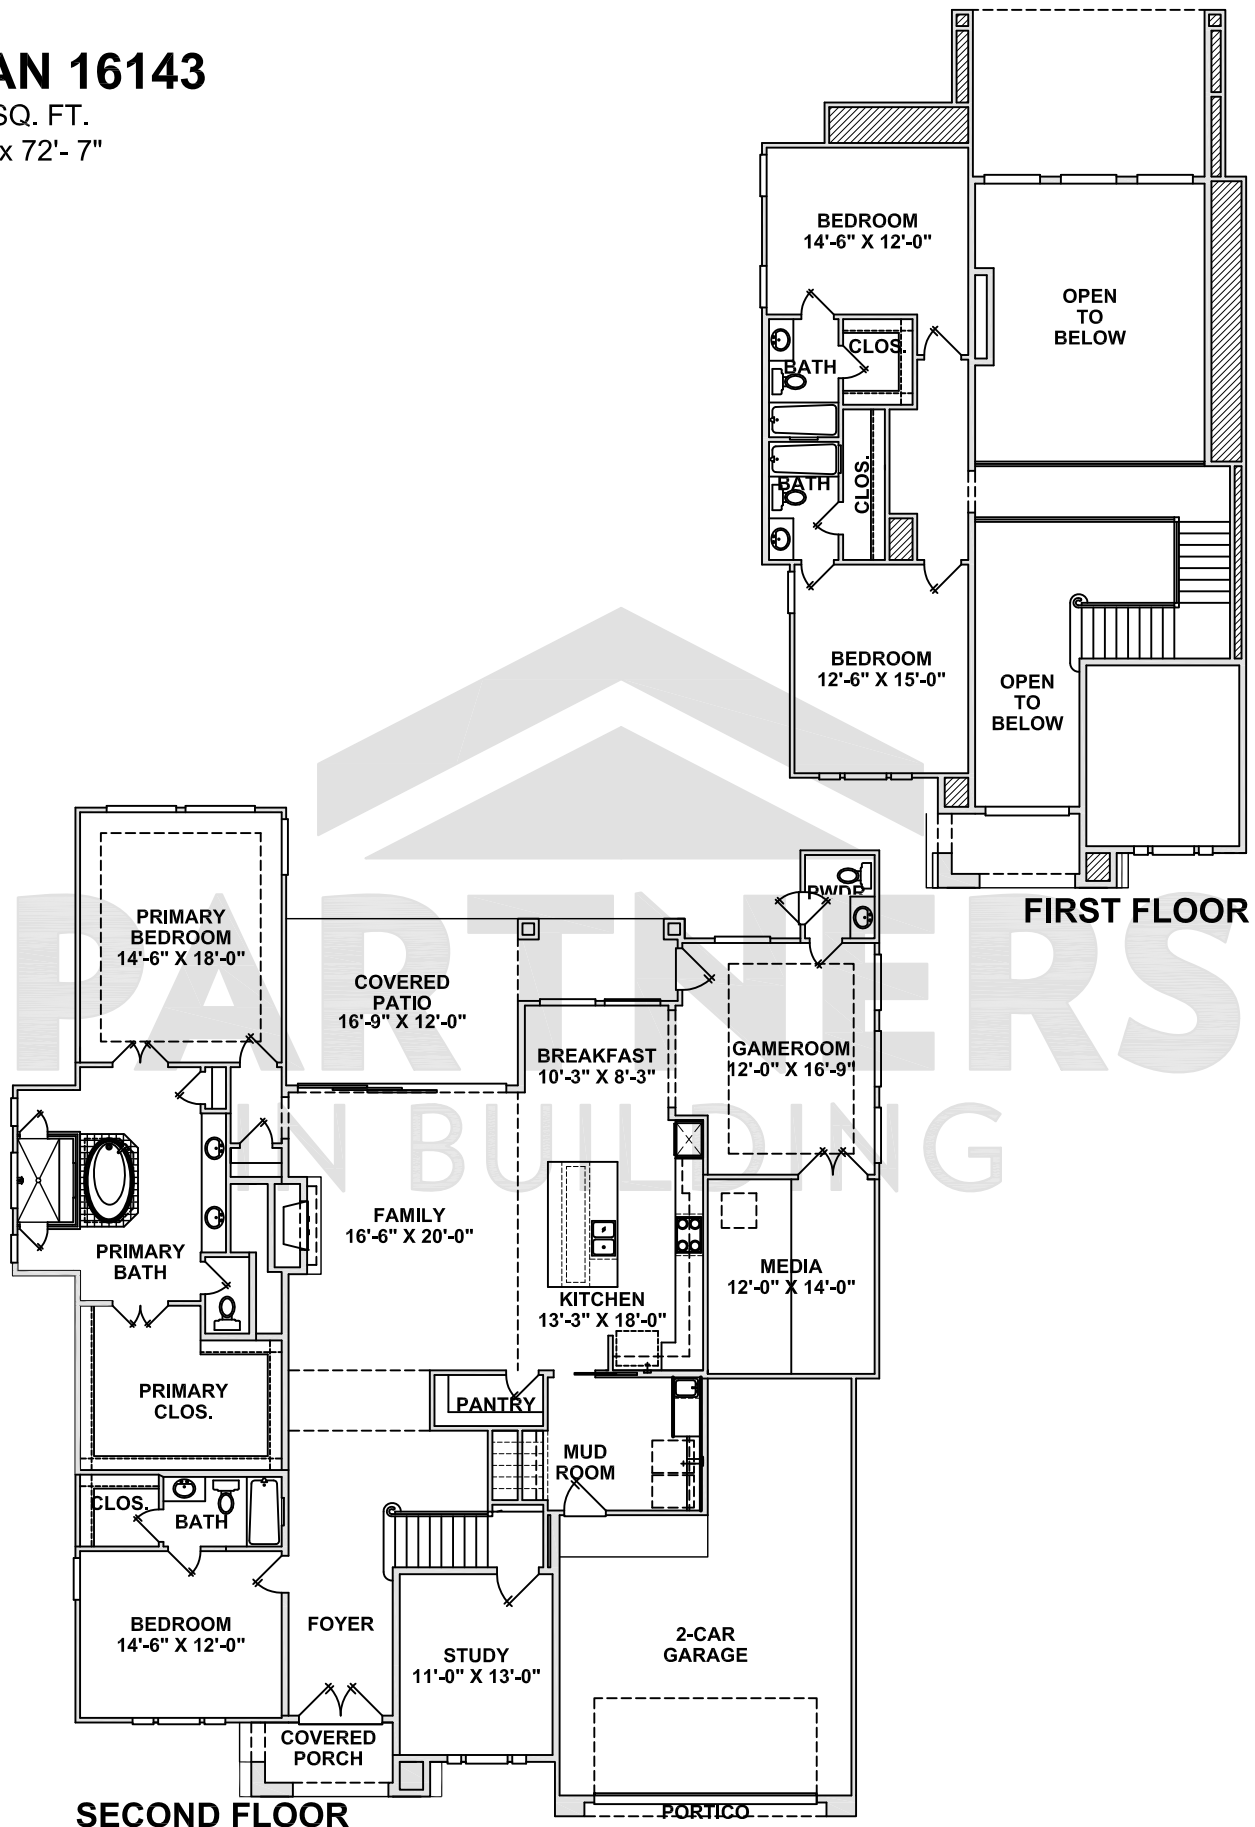 AN 16143
SQ. FT.
x 72'- 7"
BEDROOM
14'-6" X 12'-0"
OPEN
TO
BELOW
CLOS.
BATH
CLOS.
BATH
BEDROOM
12'-6" X 15'-0"
OPEN
TO
BELOW
FIRST FLOOR
PARTNERS
IN BUILDING
PRIMARY
BEDROOM
14'-6" X 18'-0"
COVERED
PATIO
16'-9" X 12'-0"
BREAKFAST
10'-3" X 8'-3"
PWDR
GAMEROOM
12'-0" X 16'-9"
FAMILY
16'-6" X 20'-0"
PRIMARY
BATH
KITCHEN
13'-3" X 18'-0"
MEDIA
12'-0" X 14'-0"
PRIMARY
CLOS.
PANTRY
MUD
ROOM
CLOS.
BATH
BEDROOM
14'-6" X 12'-0"
FOYER
STUDY
11'-0" X 13'-0"
2-CAR
GARAGE
COVERED
PORCH
PORTICO
SECOND FLOOR